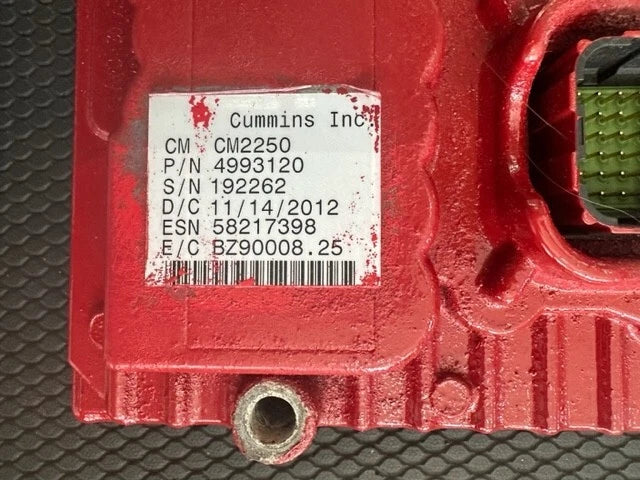 Cummins Inc
CM CM2250
P/N 4993120
S/N 192262
D/C 11/14/2012
ESN 58217398
E/C BZ90008.25